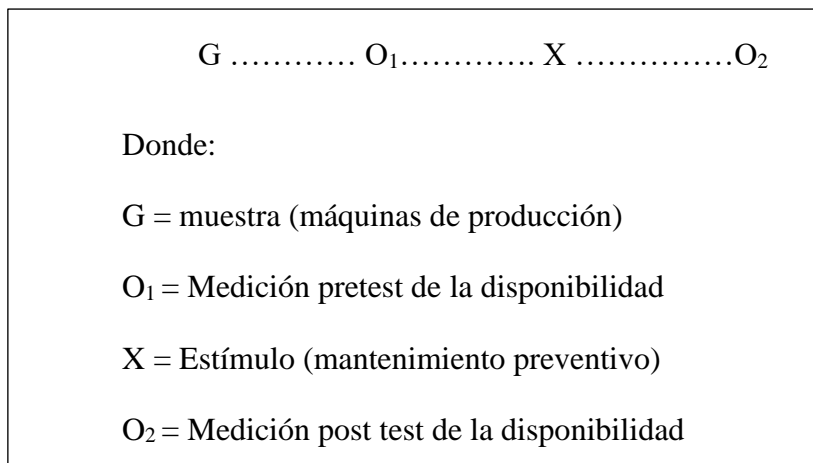 G ………… O₁…………. X ……………O₂
Donde:
G = muestra (máquinas de producción)
O₁ = Medición pretest de la disponibilidad
X = Estímulo (mantenimiento preventivo)
O₂ = Medición post test de la disponibilidad